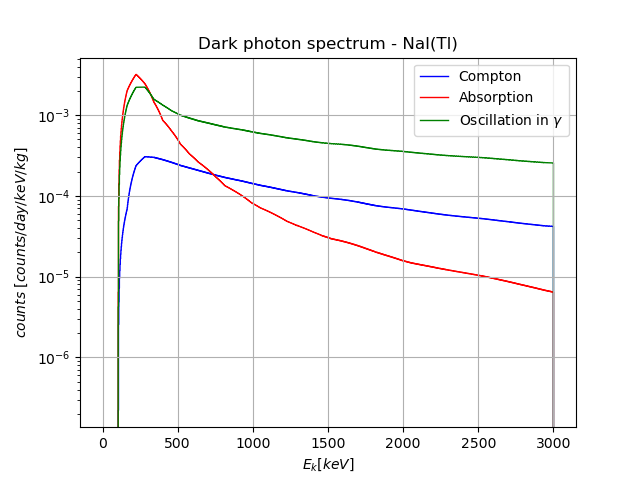 Dark photon spectrum - NaI(Tl)
Compton
Absorption
Oscillation in γ
counts [counts/day/keV/kg]
10⁻³
10⁻⁴
10⁻⁵
10⁻⁶
0 500 1000 1500 2000 2500 3000
Eₖ[keV]